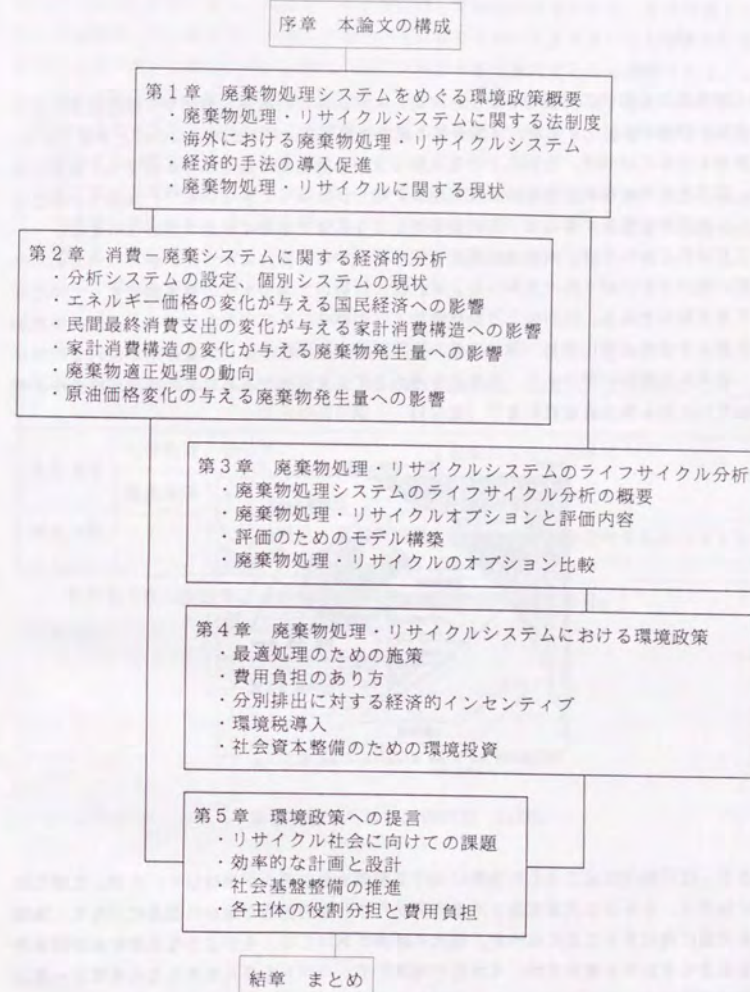 序章　本論文の構成
第１章　廃棄物処理システムをめぐる環境政策概要
・廃棄物処理・リサイクルシステムに関する法制度
・海外における廃棄物処理・リサイクルシステム
・経済的手法の導入促進
・廃棄物処理・リサイクルに関する現状
第２章　消費－廃棄システムに関する経済的分析
・分析システムの設定、個別システムの現状
・エネルギー価格の変化が与える国民経済への影響
・民間最終消費支出の変化が与える家計消費構造への影響
・家計消費構造の変化が与える廃棄物発生量への影響
・廃棄物適正処理の動向
・原油価格変化の与える廃棄物発生量への影響
第３章　廃棄物処理・リサイクルシステムのライフサイクル分析
・廃棄物処理システムのライフサイクル分析の概要
・廃棄物処理・リサイクルオプションと評価内容
・評価のためのモデル構築
・廃棄物処理・リサイクルのオプション比較
第４章　廃棄物処理・リサイクルシステムにおける環境政策
・最適処理のための施策
・費用負担のあり方
・分別排出に対する経済的インセンティブ
・環境税導入
・社会資本整備のための環境投資
第５章　環境政策への提言
・リサイクル社会に向けての課題
・効率的な計画と設計
・社会基盤整備の推進
・各主体の役割分担と費用負担
結章　まとめ